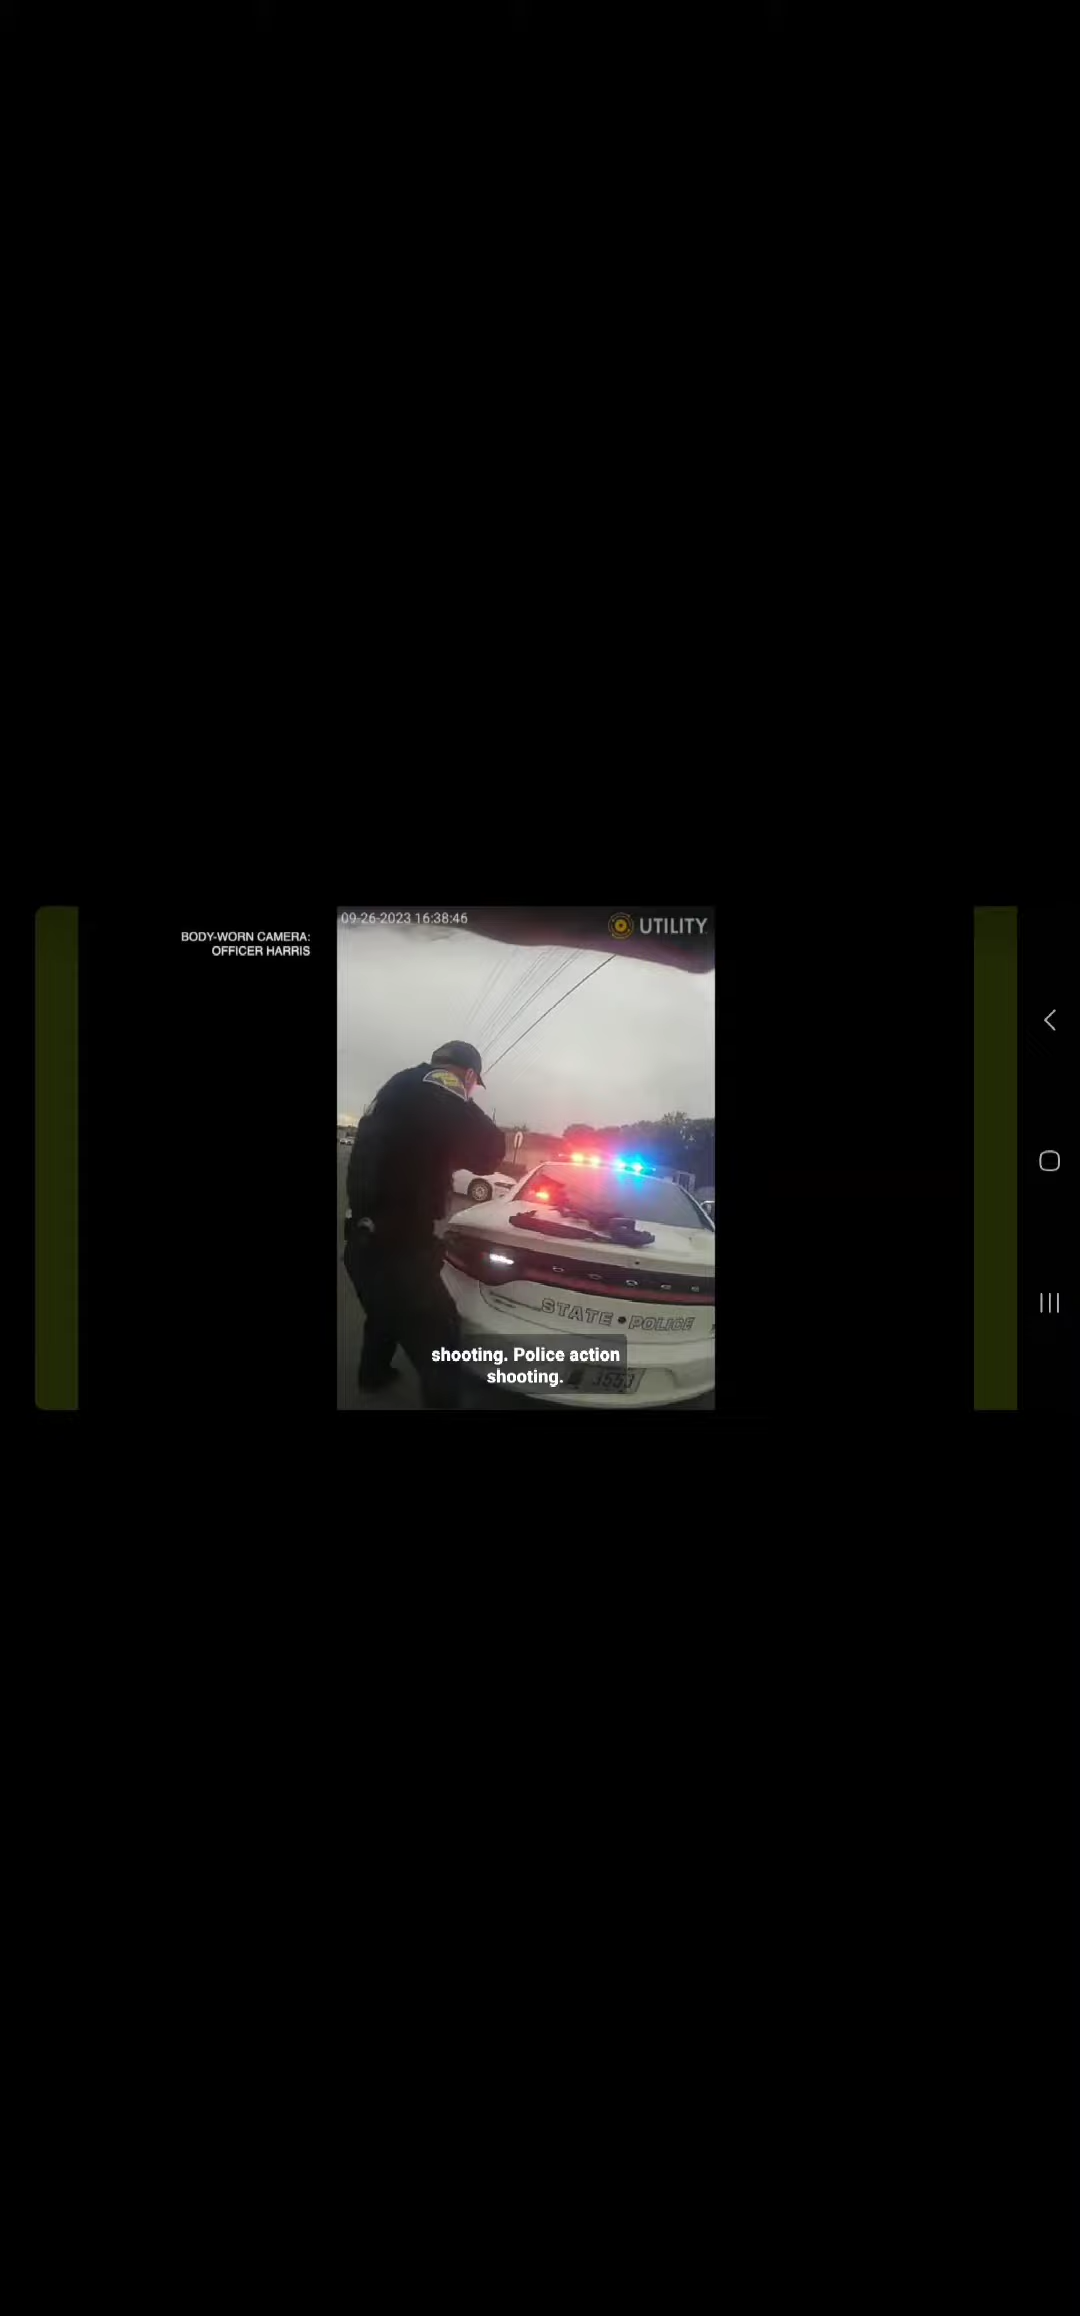 BODY-WORN CAMERA:
OFFICER HARRIS
09-26-2023 16:38:46
UTILITY
STATE • POLICE
shooting. Police action
shooting.